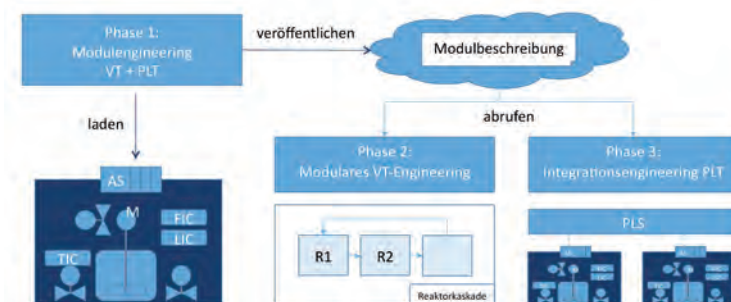 Phase 1:
Modulengineering
VT + PLT
veröffentlichen
Modulbeschreibung
laden
abrufen
Phase 2:
Modulares VT-Engineering
Phase 3:
Integrationsengineering PLT
AS
M
FIC
LIC
TIC
R1
R2
Reaktorkaskade
PLS